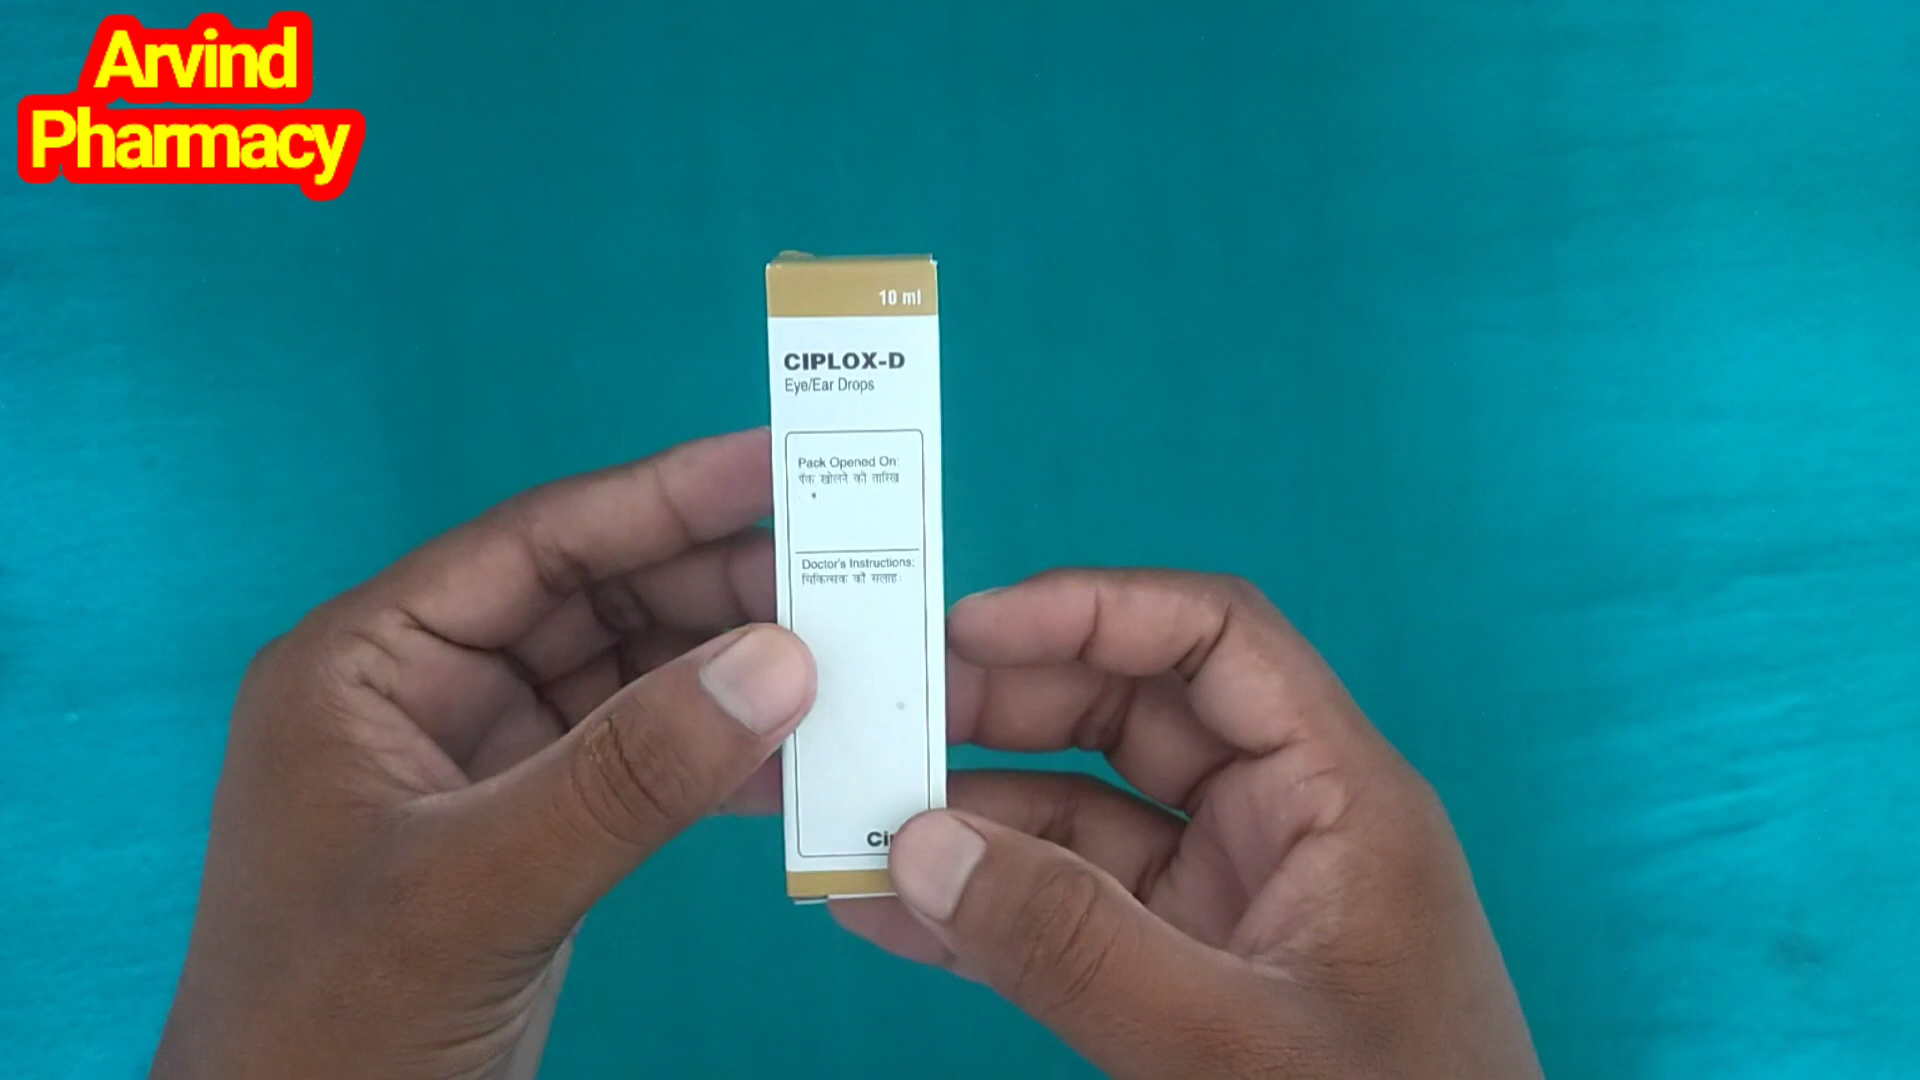 Arvind
Pharmacy
10 ml
CIPLOX-D
Eye/Ear Drops
Pack Opened On:
पॅक खोलने की तारिख
Doctor's Instructions:
चिकित्सक की सलाह: